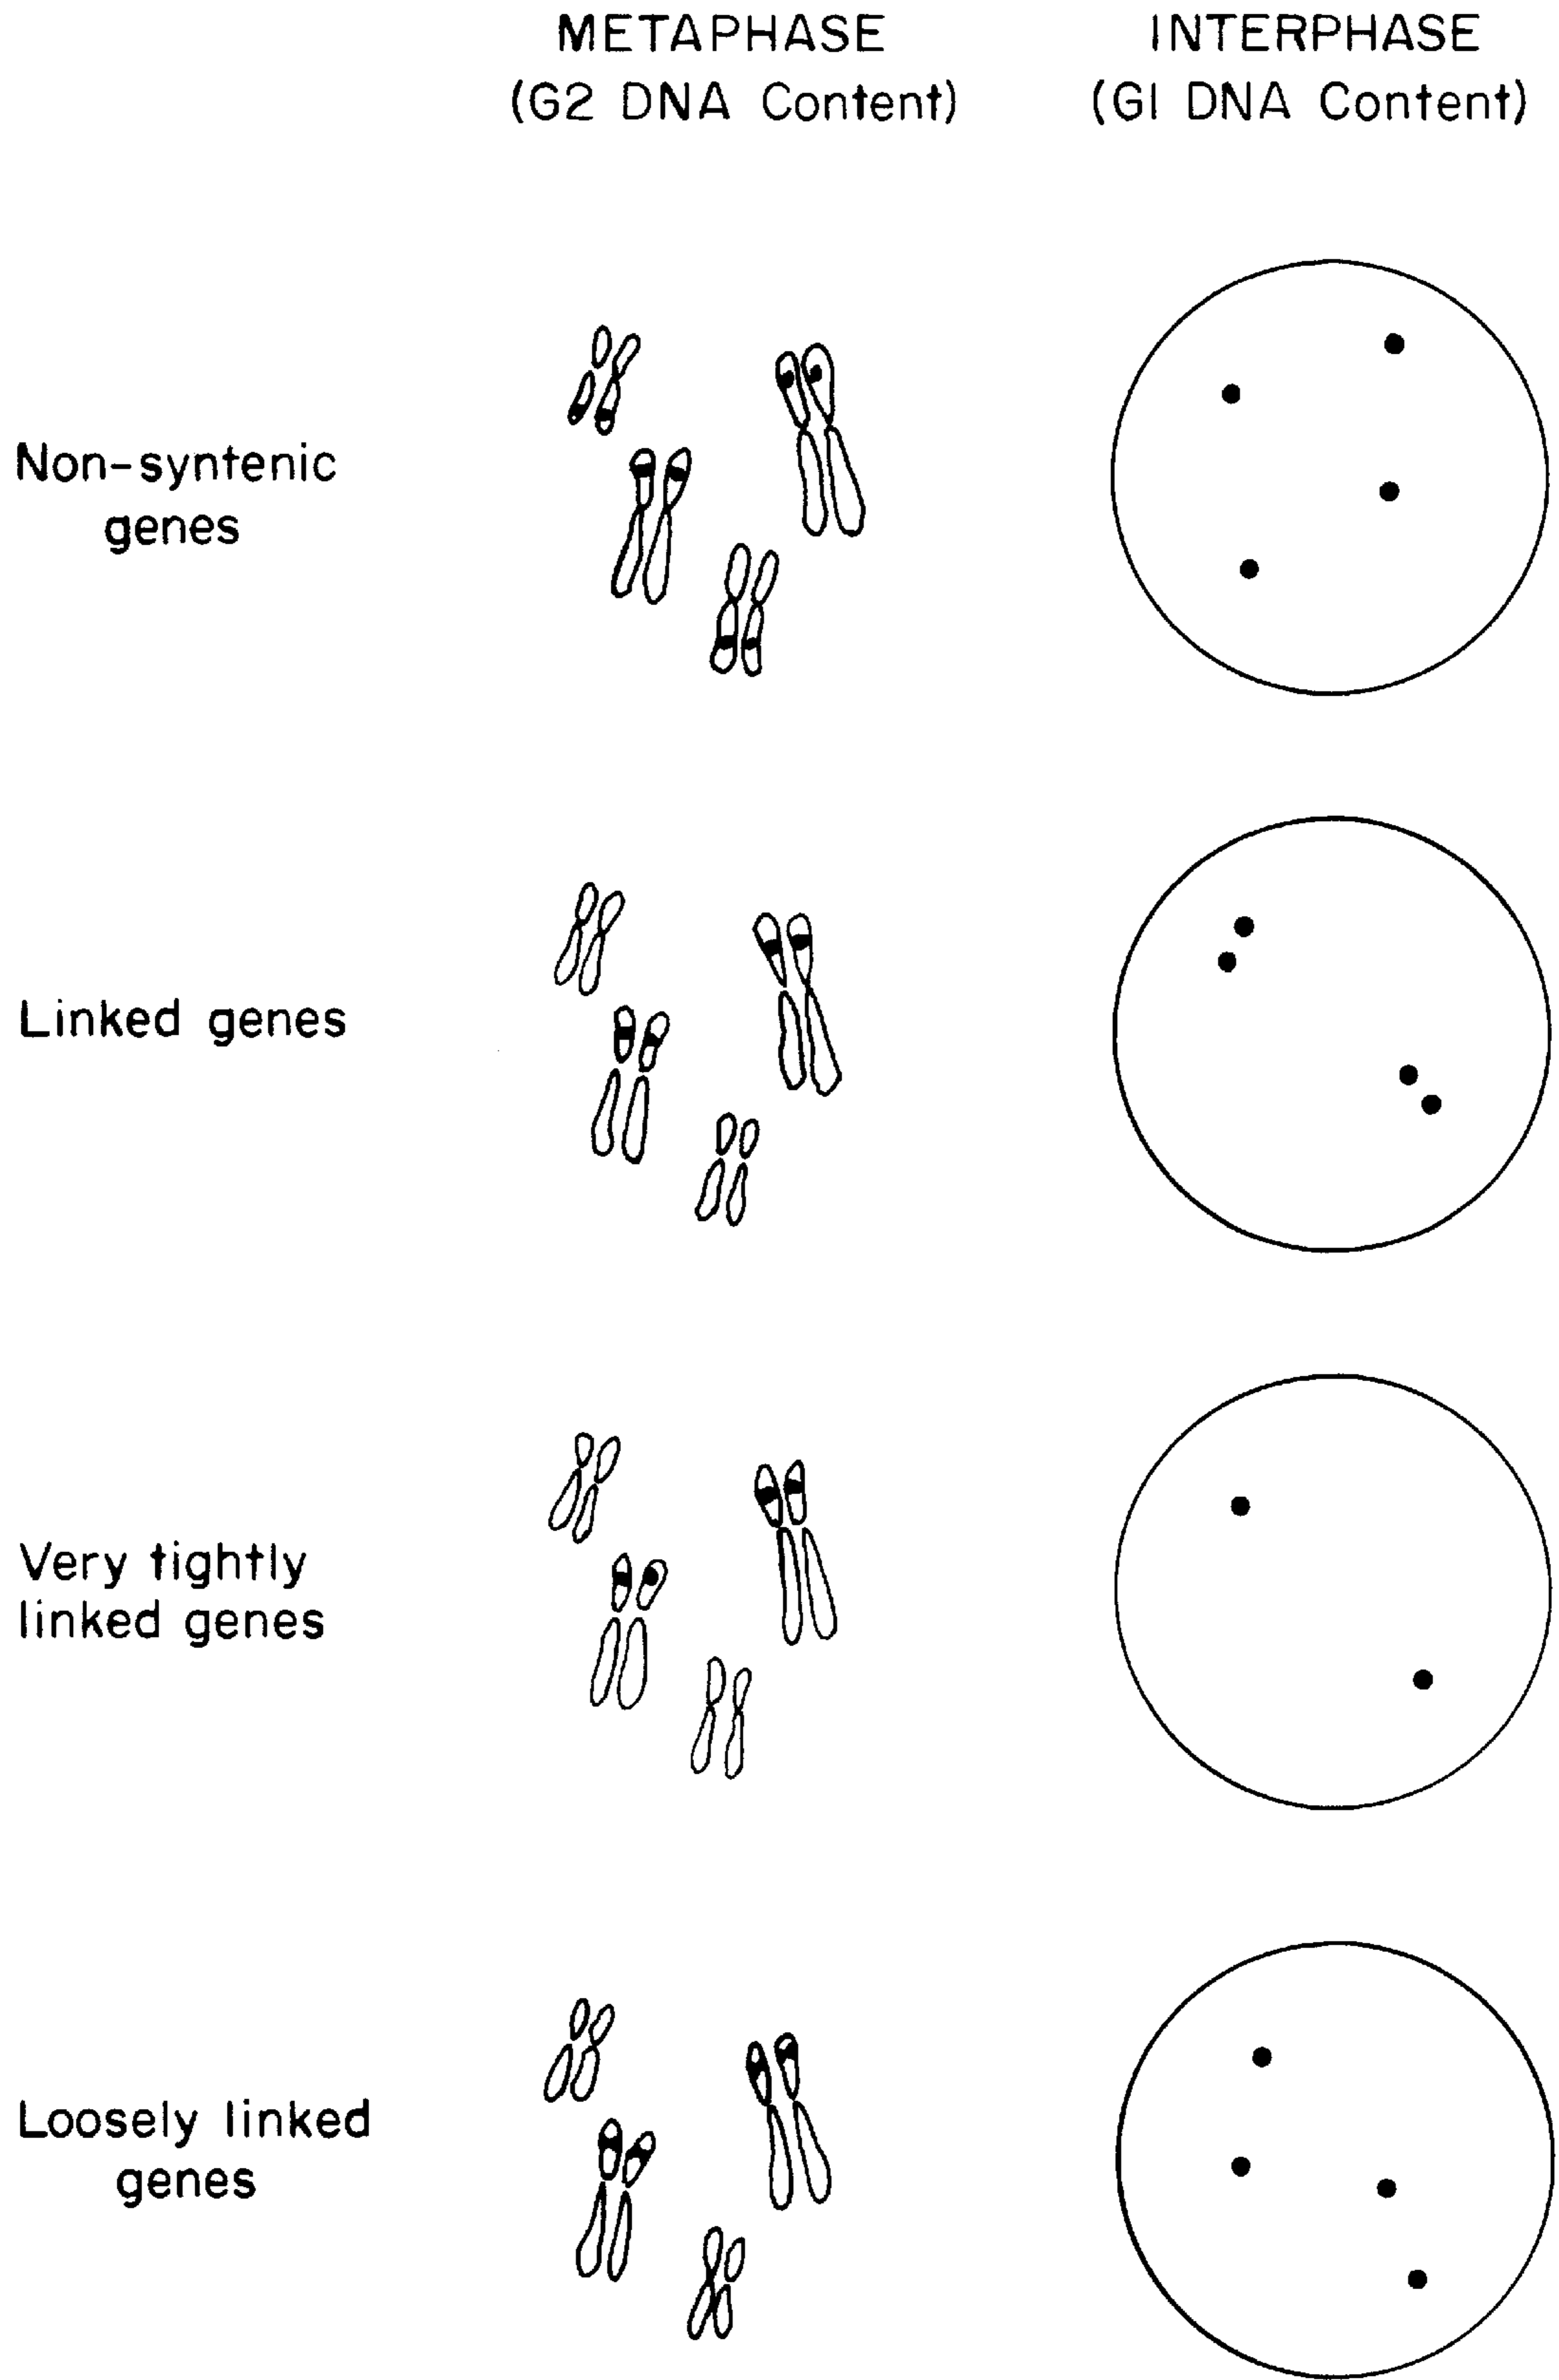 METAPHASE
(G2 DNA Content)
INTERPHASE
(G1 DNA Content)
Non-syntenic
genes
Linked genes
Very tightly
linked genes
Loosely linked
genes